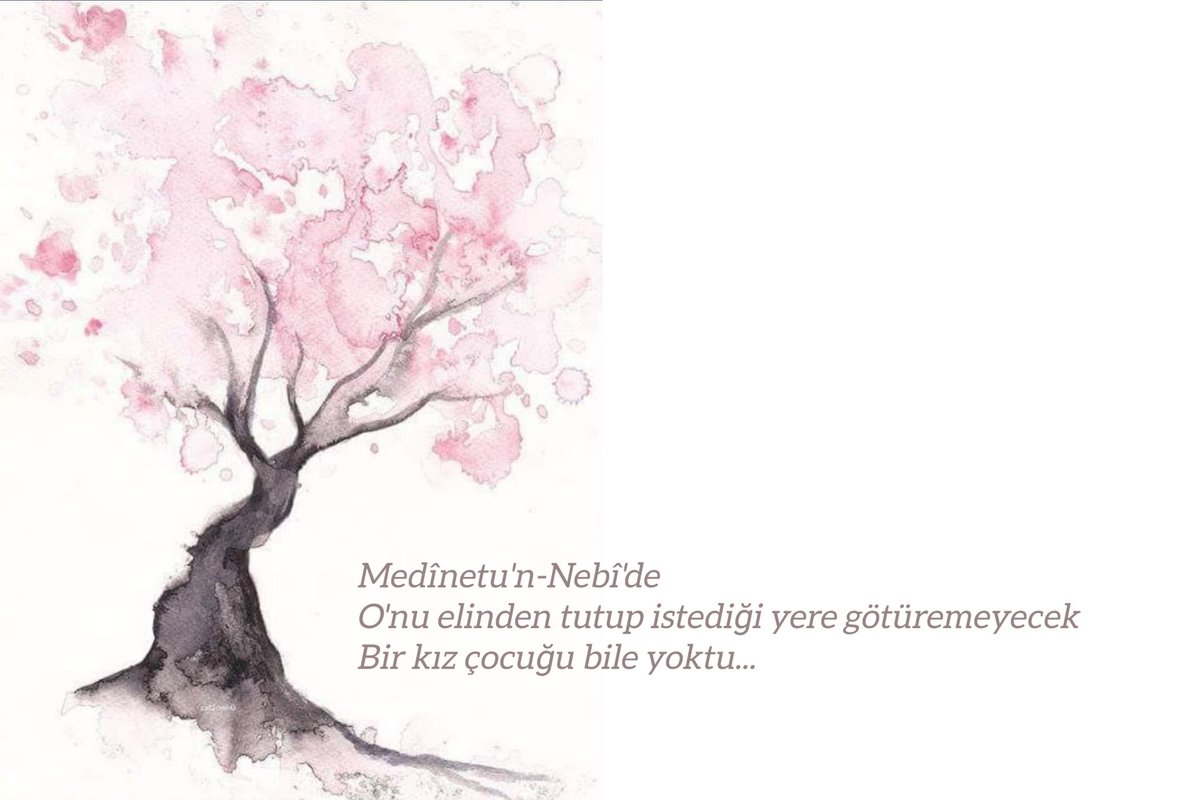 Medînetu'n-Nebî'de
O'nu elinden tutup istediği yere götüremeyecek
Bir kız çocuğu bile yoktu...